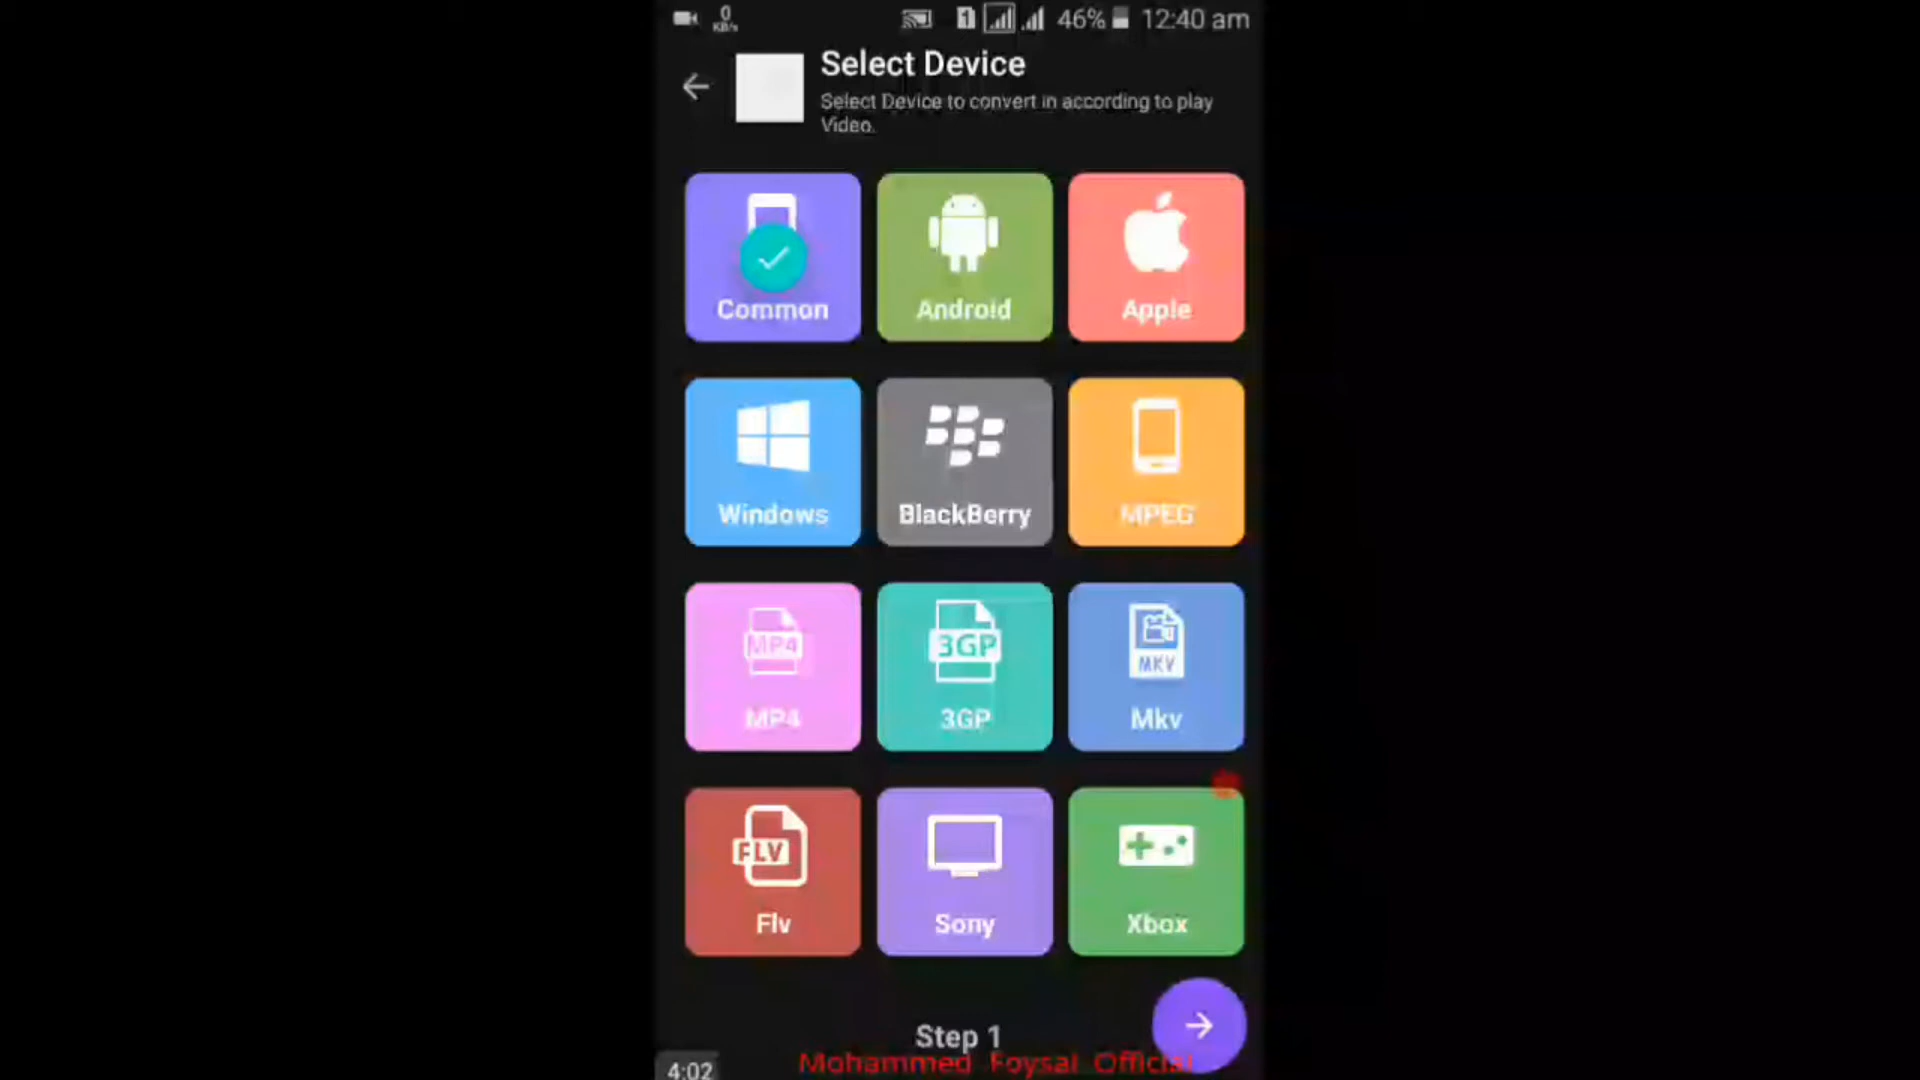 0
KB/s
1
46%
12:40 am
Select Device
Select Device to convert in according to play
Video.
Common
Android
Apple
Windows
BlackBerry
MPEG
MP4
MP4
3GP
3GP
MKV
Mkv
FLV
Flv
Sony
Xbox
Step 1
4:02
Mohammed Foysal Official